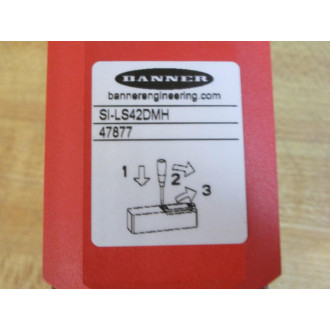 BANNER
bannerengineering.com
SI-LS42DMH
47877
1
2
3